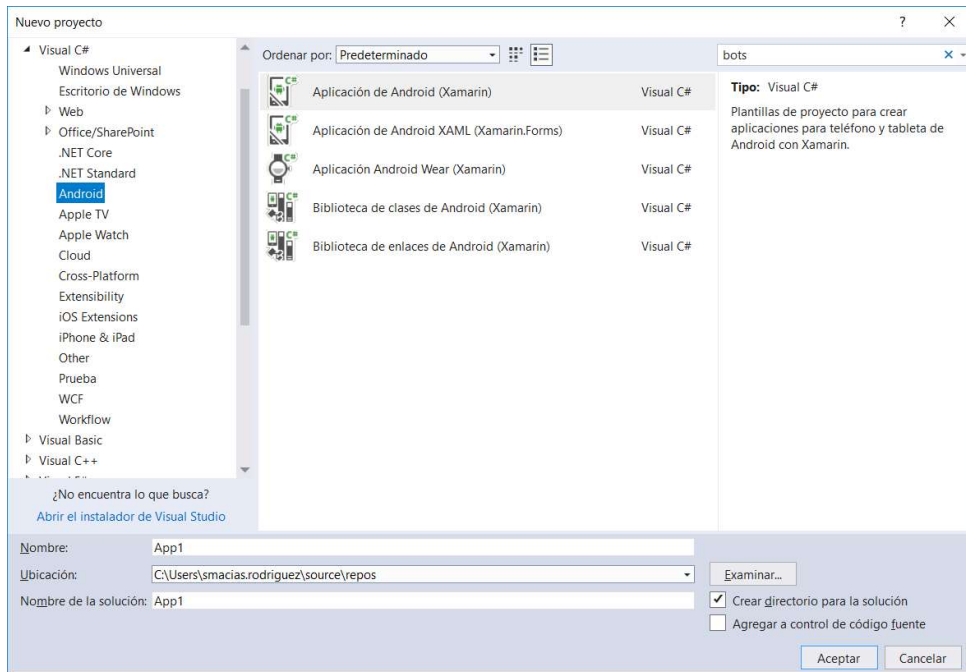 Nuevo proyecto
?
Visual C#
Windows Universal
Escritorio de Windows
Web
Office/SharePoint
.NET Core
.NET Standard
Android
Apple TV
Apple Watch
Cloud
Cross-Platform
Extensibility
iOS Extensions
iPhone & iPad
Other
Prueba
WCF
Workflow
Visual Basic
Visual C++
¿No encuentra lo que busca?
Abrir el instalador de Visual Studio
Ordenar por: Predeterminado
Aplicación de Android (Xamarin) Visual C#
Aplicación de Android XAML (Xamarin.Forms) Visual C#
Aplicación Android Wear (Xamarin) Visual C#
Biblioteca de clases de Android (Xamarin) Visual C#
Biblioteca de enlaces de Android (Xamarin) Visual C#
bots
Tipo: Visual C#
Plantillas de proyecto para crear
aplicaciones para teléfono y tableta de
Android con Xamarin.
Nombre: App1
Ubicación: C:\Users\smacias.rodriguez\source\repos
Examinar...
Nombre de la solución: App1
Crear directorio para la solución
Agregar a control de código fuente
Aceptar Cancelar